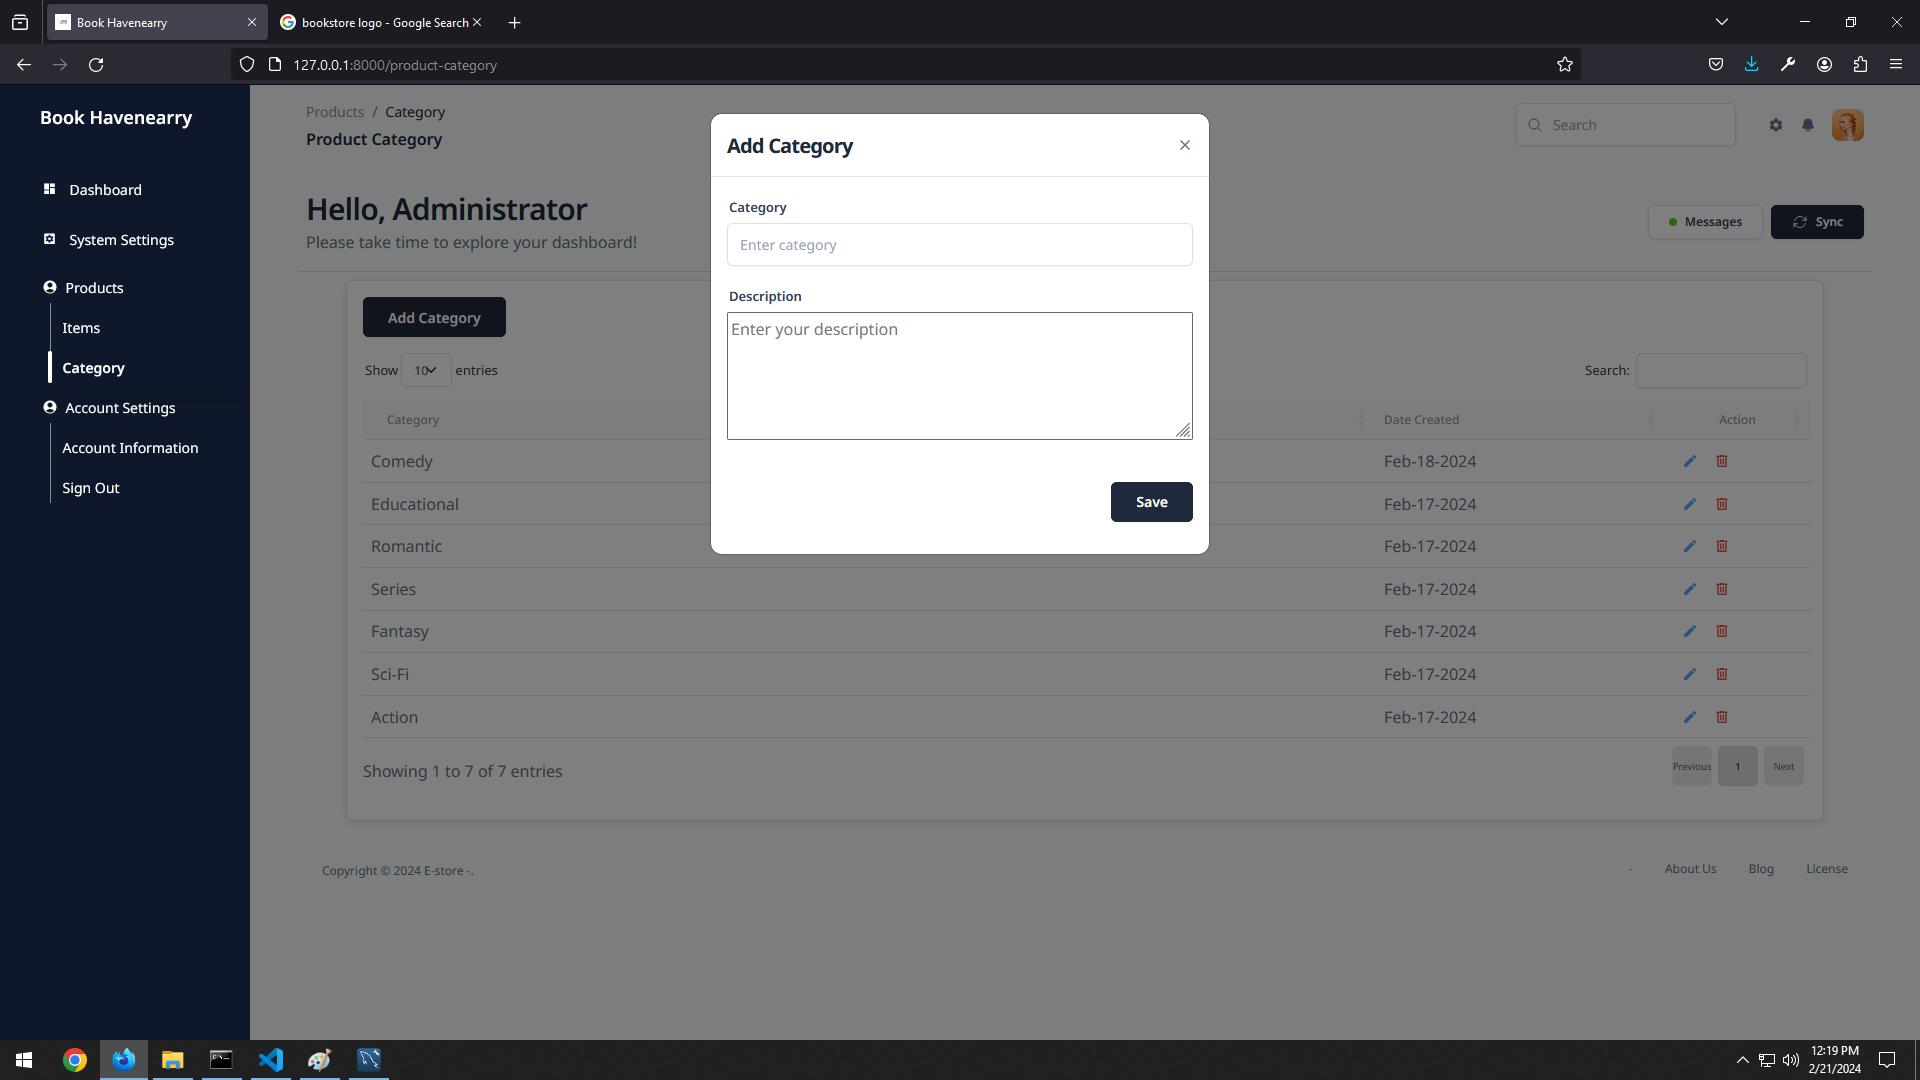 Book Havenearry
bookstore logo - Google Search
127.0.0.1:8000/product-category
Book Havenearry
Dashboard
System Settings
Products
Items
Category
Account Settings
Account Information
Sign Out
Products / Category
Product Category
Search
Hello, Administrator
Please take time to explore your dashboard!
Messages
Sync
Add Category
Category
Enter category
Description
Enter your description
Save
Add Category
Show 10 entries
Search:
Category Date Created Action
Comedy Feb-18-2024
Educational Feb-17-2024
Romantic Feb-17-2024
Series Feb-17-2024
Fantasy Feb-17-2024
Sci-Fi Feb-17-2024
Action Feb-17-2024
Showing 1 to 7 of 7 entries
Previous 1 Next
Copyright © 2024 E-store -.
- About Us Blog License
12:19 PM
2/21/2024